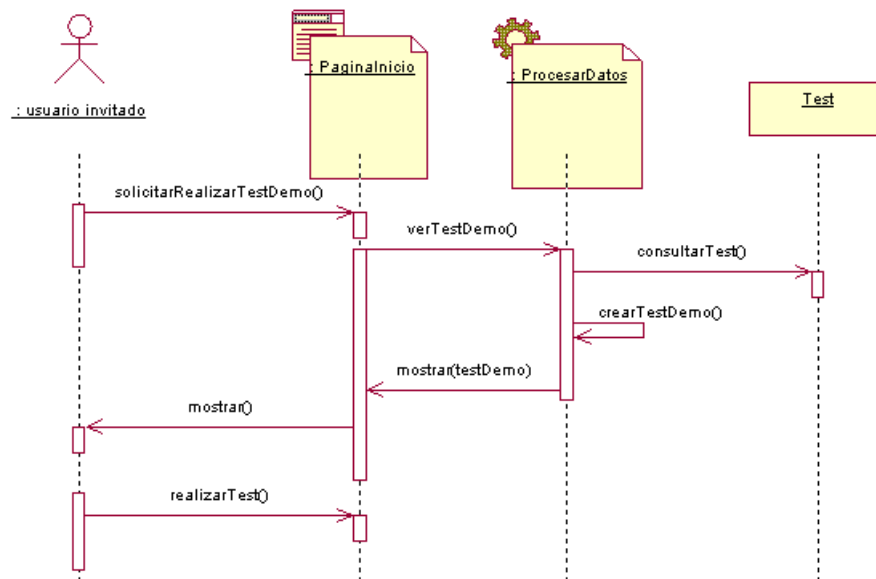 : usuario invitado
: PaginaInicio
: ProcesarDatos
Test
solicitarRealizarTestDemo()
verTestDemo()
consultarTest()
crearTestDemo()
mostrar(testDemo)
mostrar()
realizarTest()